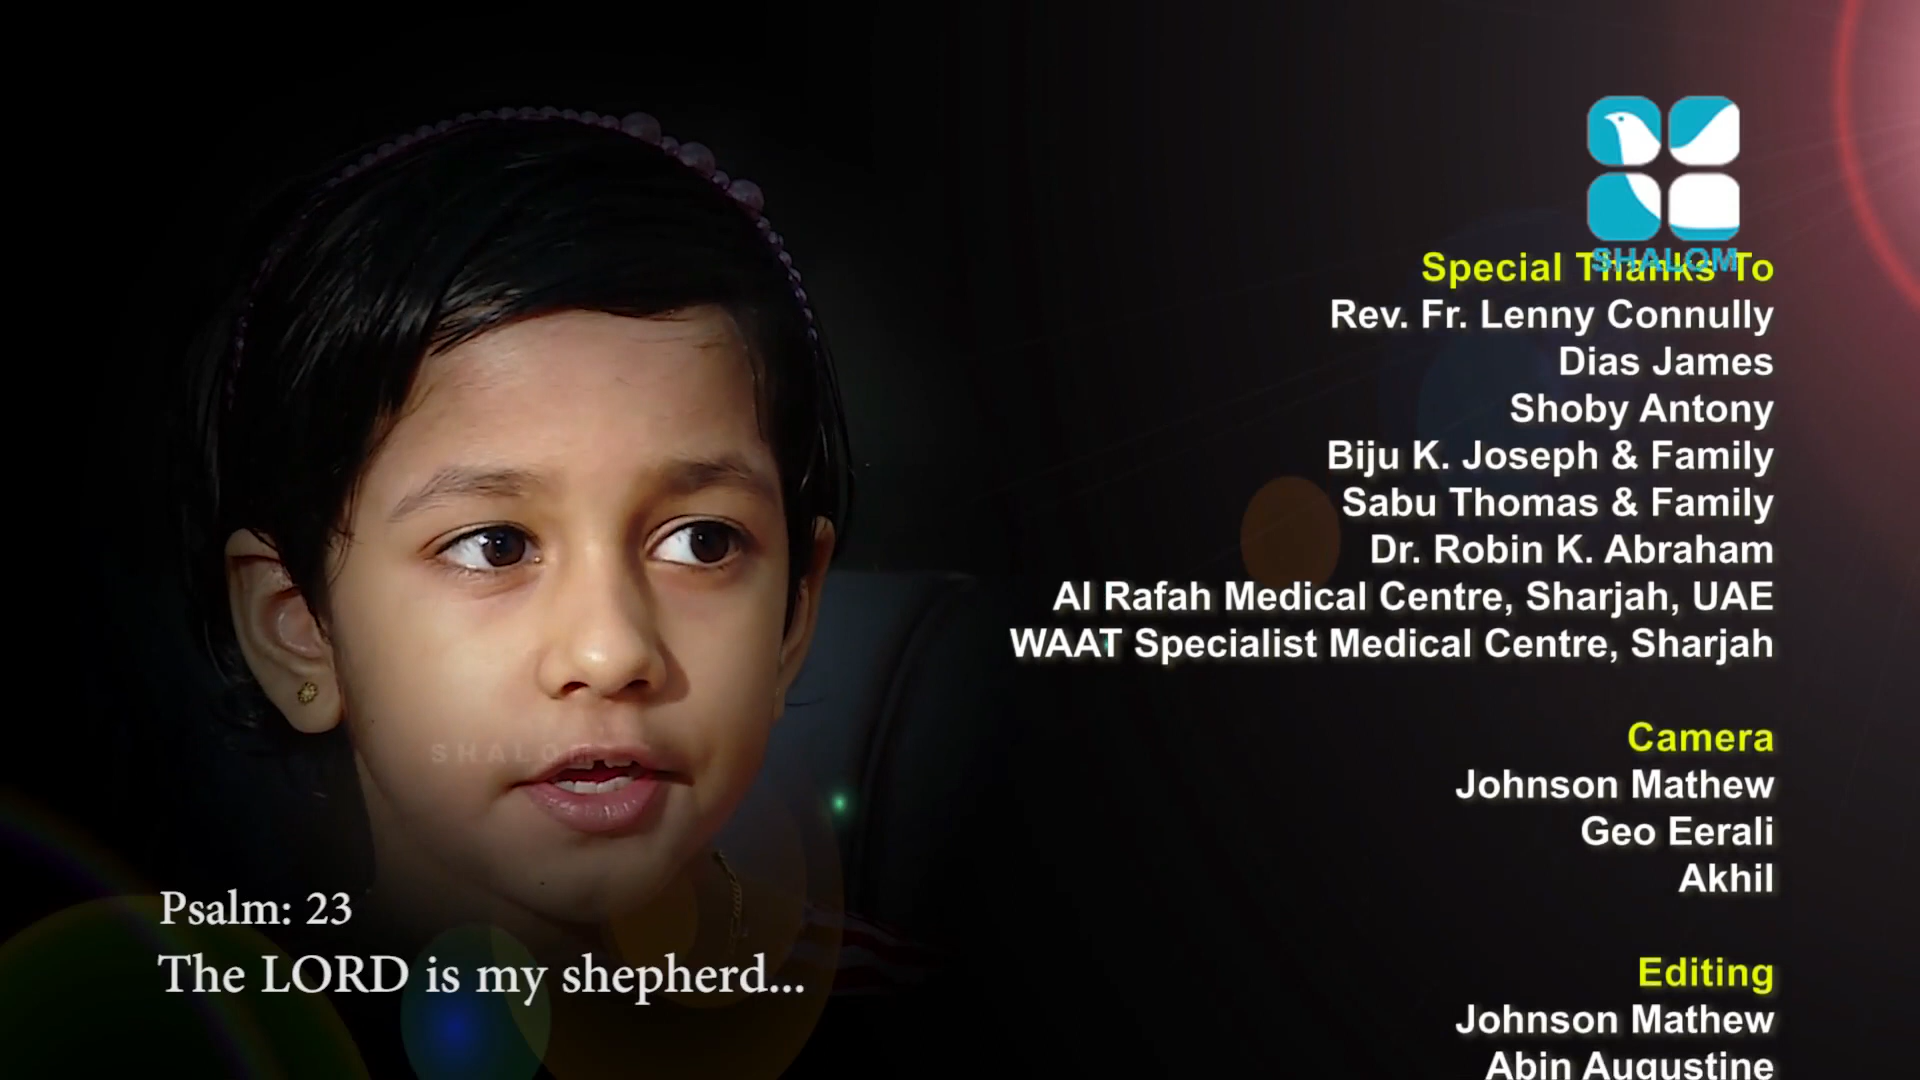 SHALOM
Special Thanks To
Rev. Fr. Lenny Connully
Dias James
Shoby Antony
Biju K. Joseph & Family
Sabu Thomas & Family
Dr. Robin K. Abraham
Al Rafah Medical Centre, Sharjah, UAE
WAAT Specialist Medical Centre, Sharjah
Camera
Johnson Mathew
Geo Eerali
Akhil
Editing
Johnson Mathew
Abin Augustine
SHALOM
Psalm: 23
The LORD is my shepherd...